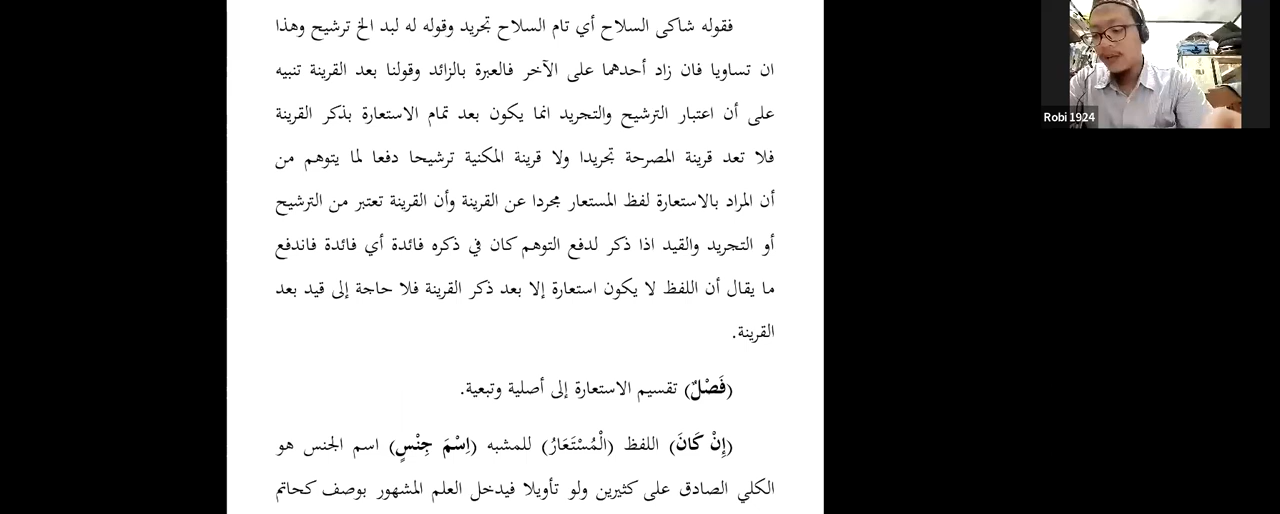 فقوله شاكى السلاح أي تام السلاح تجريد وقوله له لبد الخ ترشيح وهذا
ان تساويا فان زاد أحدهما على الآخر فالعبرة بالزائد وقولنا بعد القرينة تنبيه
على أن اعتبار الترشيح والتجريد انما يكون بعد تمام الاستعارة بذكر القرينة
فلا تعد قرينة المصرحة تجريدا ولا قرينة المكنية ترشيحا دفعا لما يتوهم من
أن المراد بالاستعارة لفظ المستعار مجردا عن القرينة وأن القرينة تعتبر من الترشيح
أو التجريد والقيد اذا ذكر لدفع التوهم كان في ذكره فائدة أي فائدة فاندفع
ما يقال أن اللفظ لا يكون استعارة إلا بعد ذكر القرينة فلا حاجة إلى قيد بعد
القرينة.
(فَصْلٌ) تقسيم الاستعارة إلى أصلية وتبعية.
(إِنْ كَانَ) اللفظ (الْمُسْتَعَارُ) للمشبه (اِسْمَ جِنْسٍ) اسم الجنس هو
الكلي الصادق على كثيرين ولو تأويلا فيدخل العلم المشهور بوصف كحاتم
Robi 1924